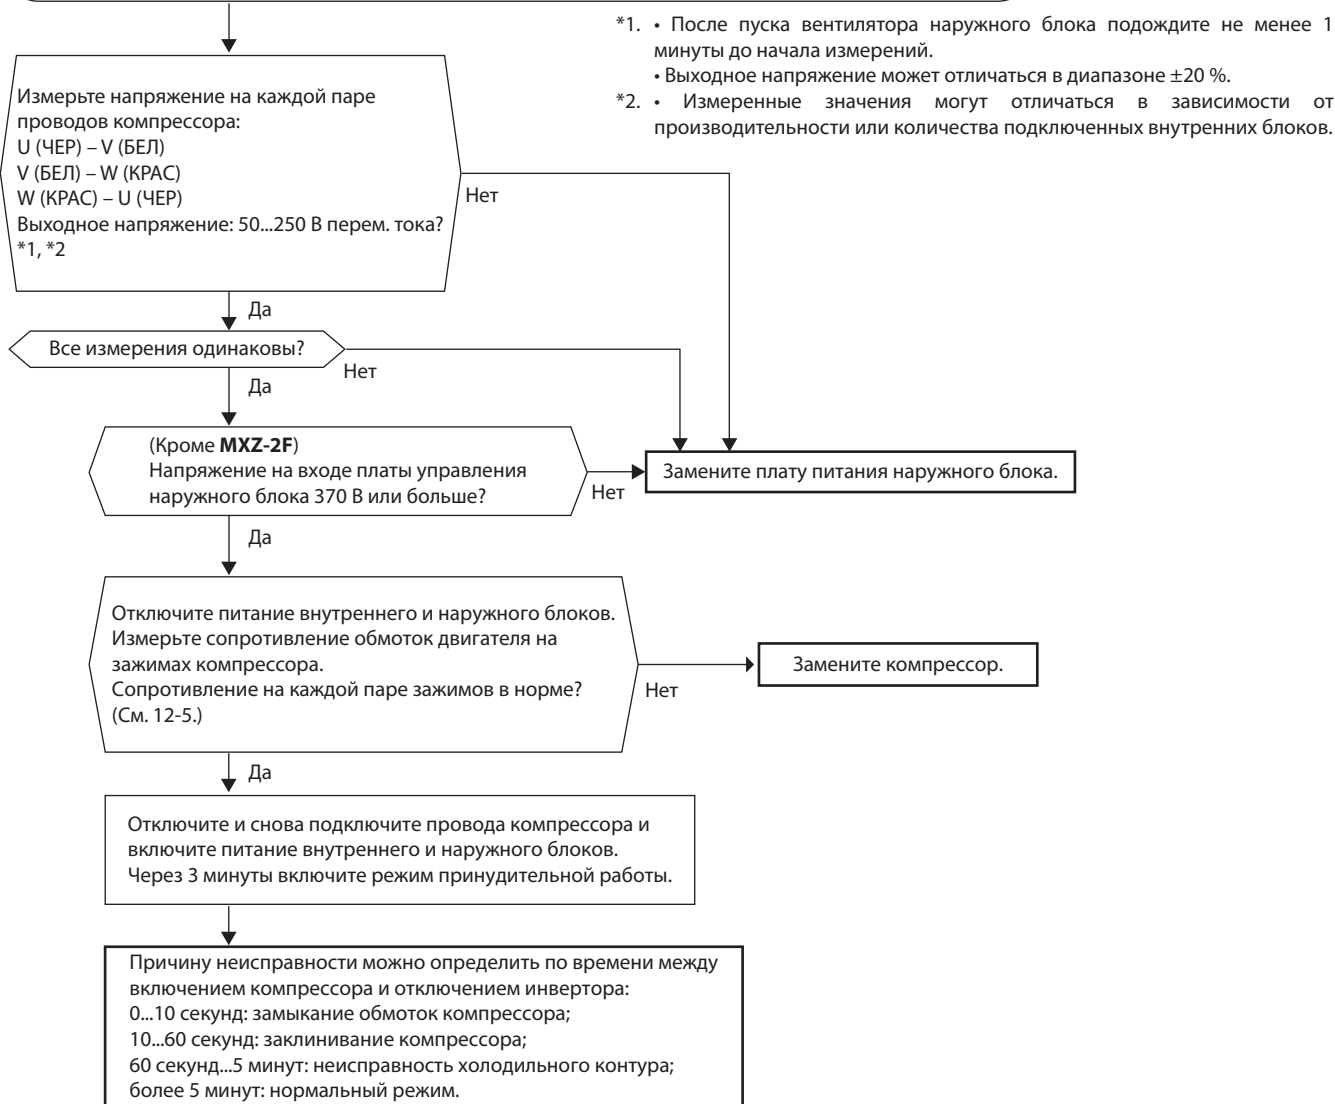 *1. • После пуска вентилятора наружного блока подождите не менее 1
минуты до начала измерений.
• Выходное напряжение может отличаться в диапазоне ±20 %.
*2. • Измеренные значения могут отличаться в зависимости от
производительности или количества подключенных внутренних блоков.
Измерьте напряжение на каждой паре
проводов компрессора:
U (ЧЕР) – V (БЕЛ)
V (БЕЛ) – W (КРАС)
W (КРАС) – U (ЧЕР)
Выходное напряжение: 50...250 В перем. тока?
*1, *2
Нет
Да
Все измерения одинаковы?
Нет
Да
(Кроме MXZ-2F)
Напряжение на входе платы управления
наружного блока 370 В или больше?
Нет
Замените плату питания наружного блока.
Да
Отключите питание внутреннего и наружного блоков.
Измерьте сопротивление обмоток двигателя на
зажимах компрессора.
Сопротивление на каждой паре зажимов в норме?
(См. 12-5.)
Нет
Замените компрессор.
Да
Отключите и снова подключите провода компрессора и
включите питание внутреннего и наружного блоков.
Через 3 минуты включите режим принудительной работы.
Причину неисправности можно определить по времени между
включением компрессора и отключением инвертора:
0...10 секунд: замыкание обмоток компрессора;
10...60 секунд: заклинивание компрессора;
60 секунд...5 минут: неисправность холодильного контура;
более 5 минут: нормальный режим.